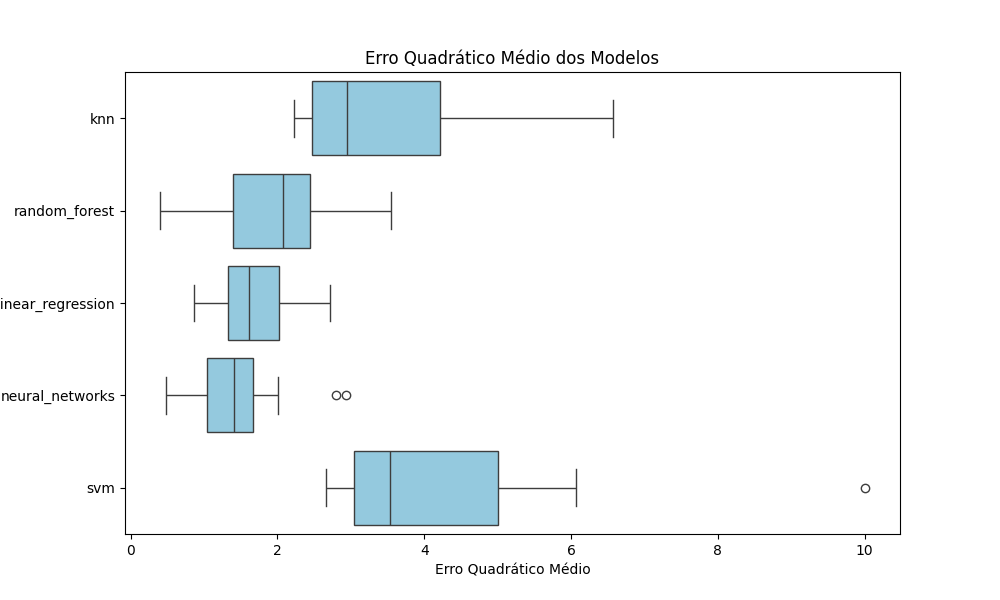 Erro Quadrático Médio dos Modelos
knn
random_forest
inear_regression
neural_networks
svm
0 2 4 6 8 10
Erro Quadrático Médio